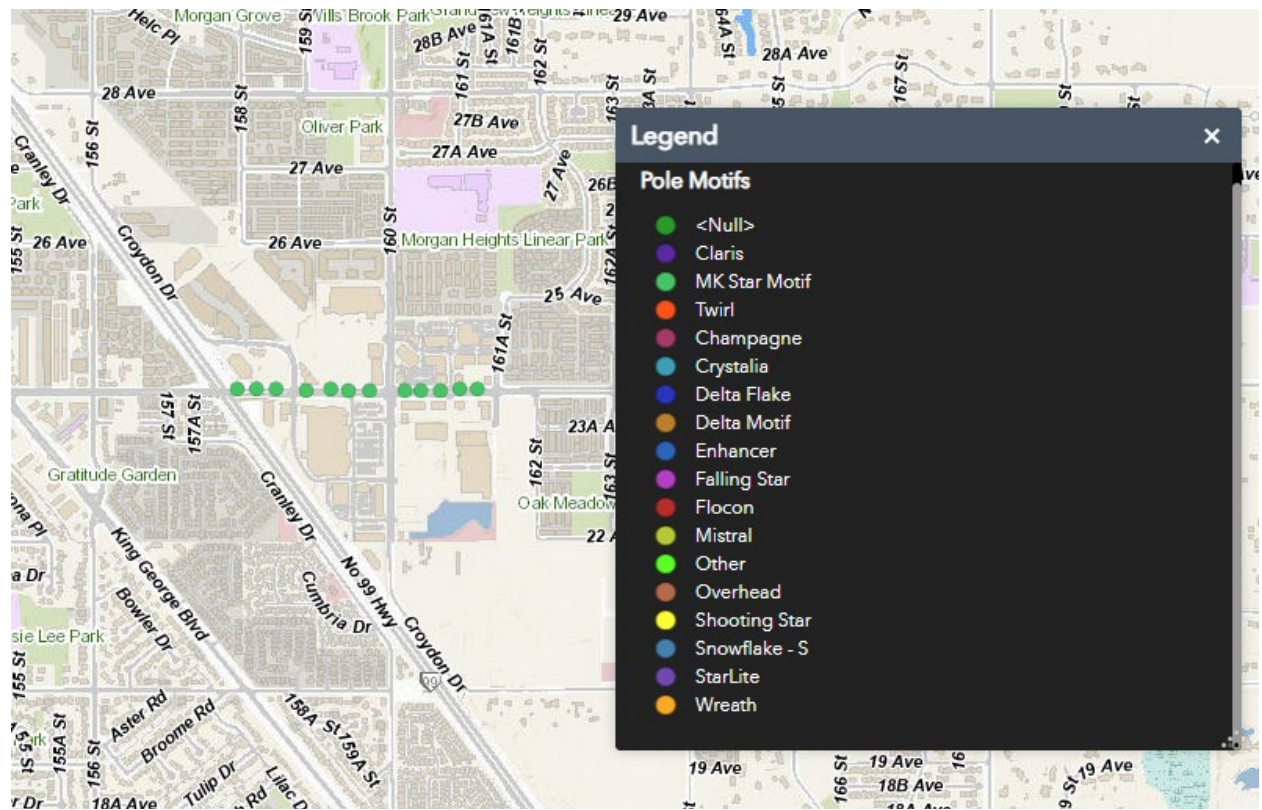 Morgan Grove
Wills Brook Park
29 Ave
Helc Pl
159 St
28B Ave
161A St
161B
162 St
64A St
28A Ave
28 Ave
158 St
161 St
163 St
167 St
156 St
Oliver Park
27B Ave
27A Ave
27 Ave
27 Ave
Cranley Dr
Park
26 Ave
155 St
Croydon Dr
26 Ave
160 St
Morgan Heights Linear Park
25 Ave
161A St
157 St
157A St
23A A
162 St
163 St
Gratitude Garden
Oak Meadow
22 A
Cranley Dr
No 99 Hwy
King George Blvd
Cumbria Dr
Croydon Dr
99
Bowler Dr
a Dr
sie Lee Park
155 St
Aster Rd
Broome Rd
158A St
159A St
155A St
156 St
Tulip Dr
Lilac D
18A Ave
r Dr
19 Ave
166 St
19 Ave
18B Ave
19 Ave
Legend
×
Pole Motifs
<Null>
Claris
MK Star Motif
Twirl
Champagne
Crystalia
Delta Flake
Delta Motif
Enhancer
Falling Star
Flocon
Mistral
Other
Overhead
Shooting Star
Snowflake - S
StarLite
Wreath